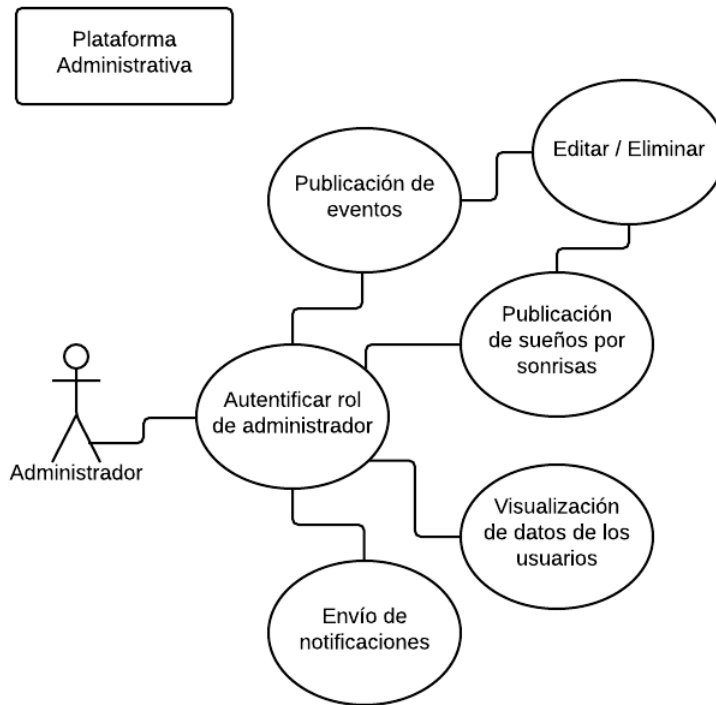 Plataforma
Administrativa
Editar / Eliminar
Publicación de
eventos
Publicación
de sueños por
sonrisas
Autentificar rol
de administrador
Administrador
Visualización
de datos de los
usuarios
Envío de
notificaciones